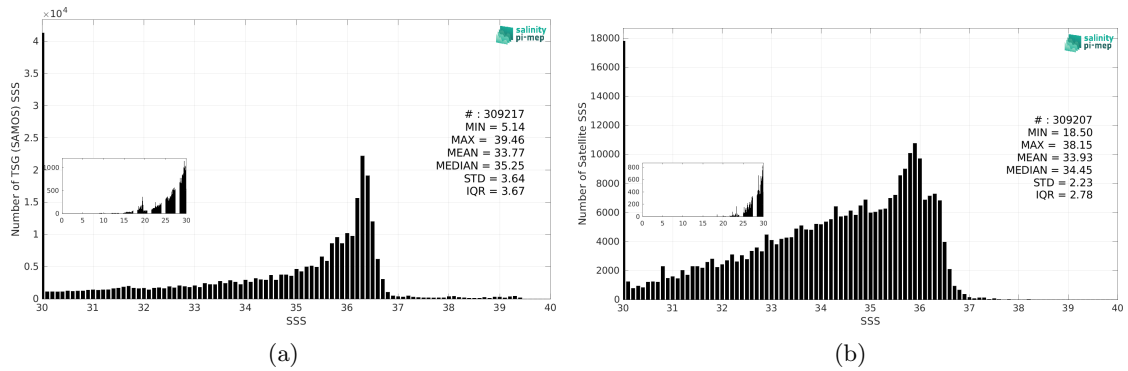 ×10⁴
4
3.5
3
2.5
2
1.5
1
0.5
0
Number of TSG (SAMOS) SSS
30 31 32 33 34 35 36 37 38 39 40
SSS
1000
500
0
0 5 10 15 20 25 30
salinity
pi-mep
# : 309217
MIN = 5.14
MAX = 39.46
MEAN = 33.77
MEDIAN = 35.25
STD = 3.64
IQR = 3.67
(a)
18000
16000
14000
12000
10000
8000
6000
4000
2000
0
Number of Satellite SSS
30 31 32 33 34 35 36 37 38 39 40
SSS
800
600
400
200
0
0 5 10 15 20 25 30
salinity
pi-mep
# : 309207
MIN = 18.50
MAX = 38.15
MEAN = 33.93
MEDIAN = 34.45
STD = 2.23
IQR = 2.78
(b)